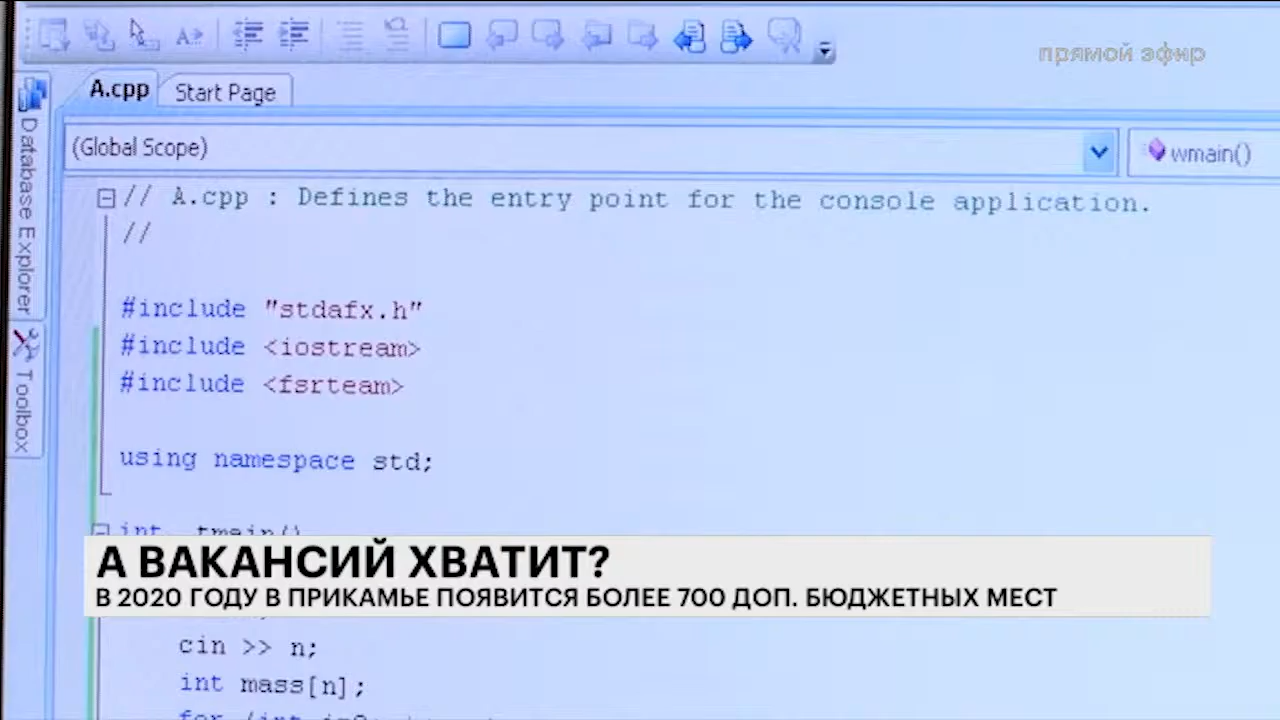 прямой эфир
A.cpp
Start Page
(Global Scope)
wmain()
Database Explorer
Toolbox
// A.cpp : Defines the entry point for the console application.
//
#include "stdafx.h"
#include <iostream>
#include <fsrteam>
using namespace std;
int _tmain()
А ВАКАНСИЙ ХВАТИТ?
В 2020 ГОДУ В ПРИКАМЬЕ ПОЯВИТСЯ БОЛЕЕ 700 ДОП. БЮДЖЕТНЫХ МЕСТ
cin >> n;
int mass[n];